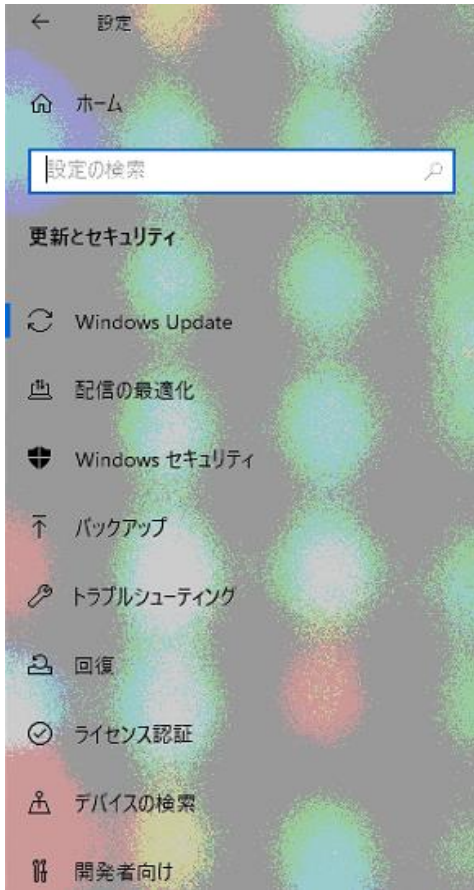 設定
ホーム
設定の検索
更新とセキュリティ
Windows Update
配信の最適化
Windows セキュリティ
バックアップ
トラブルシューティング
回復
ライセンス認証
デバイスの検索
開発者向け